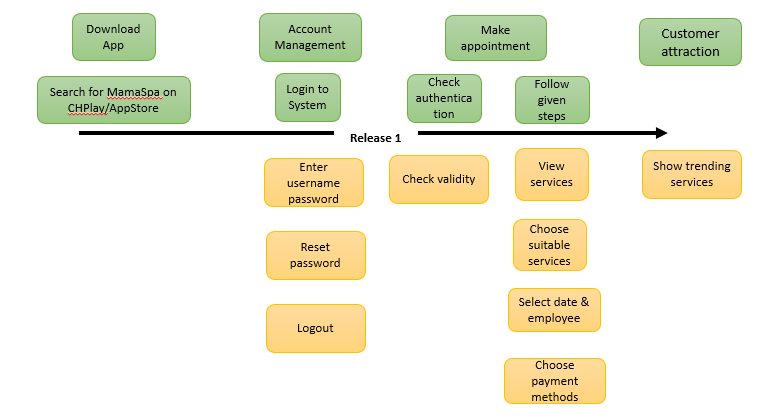 Download
App
Account
Management
Make
appointment
Customer
attraction
Search for MamaSpa on
CHPlay/AppStore
Login to
System
Check
authentica
tion
Follow
given
steps
Release 1
Enter
username
password
Check validity
View
services
Show trending
services
Reset
password
Choose
suitable
services
Logout
Select date &
employee
Choose
payment
methods